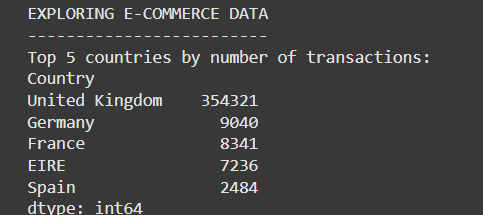 EXPLORING E-COMMERCE DATA
-------------------------
Top 5 countries by number of transactions:
Country
United Kingdom    354321
Germany             9040
France              8341
EIRE                7236
Spain               2484
dtype: int64